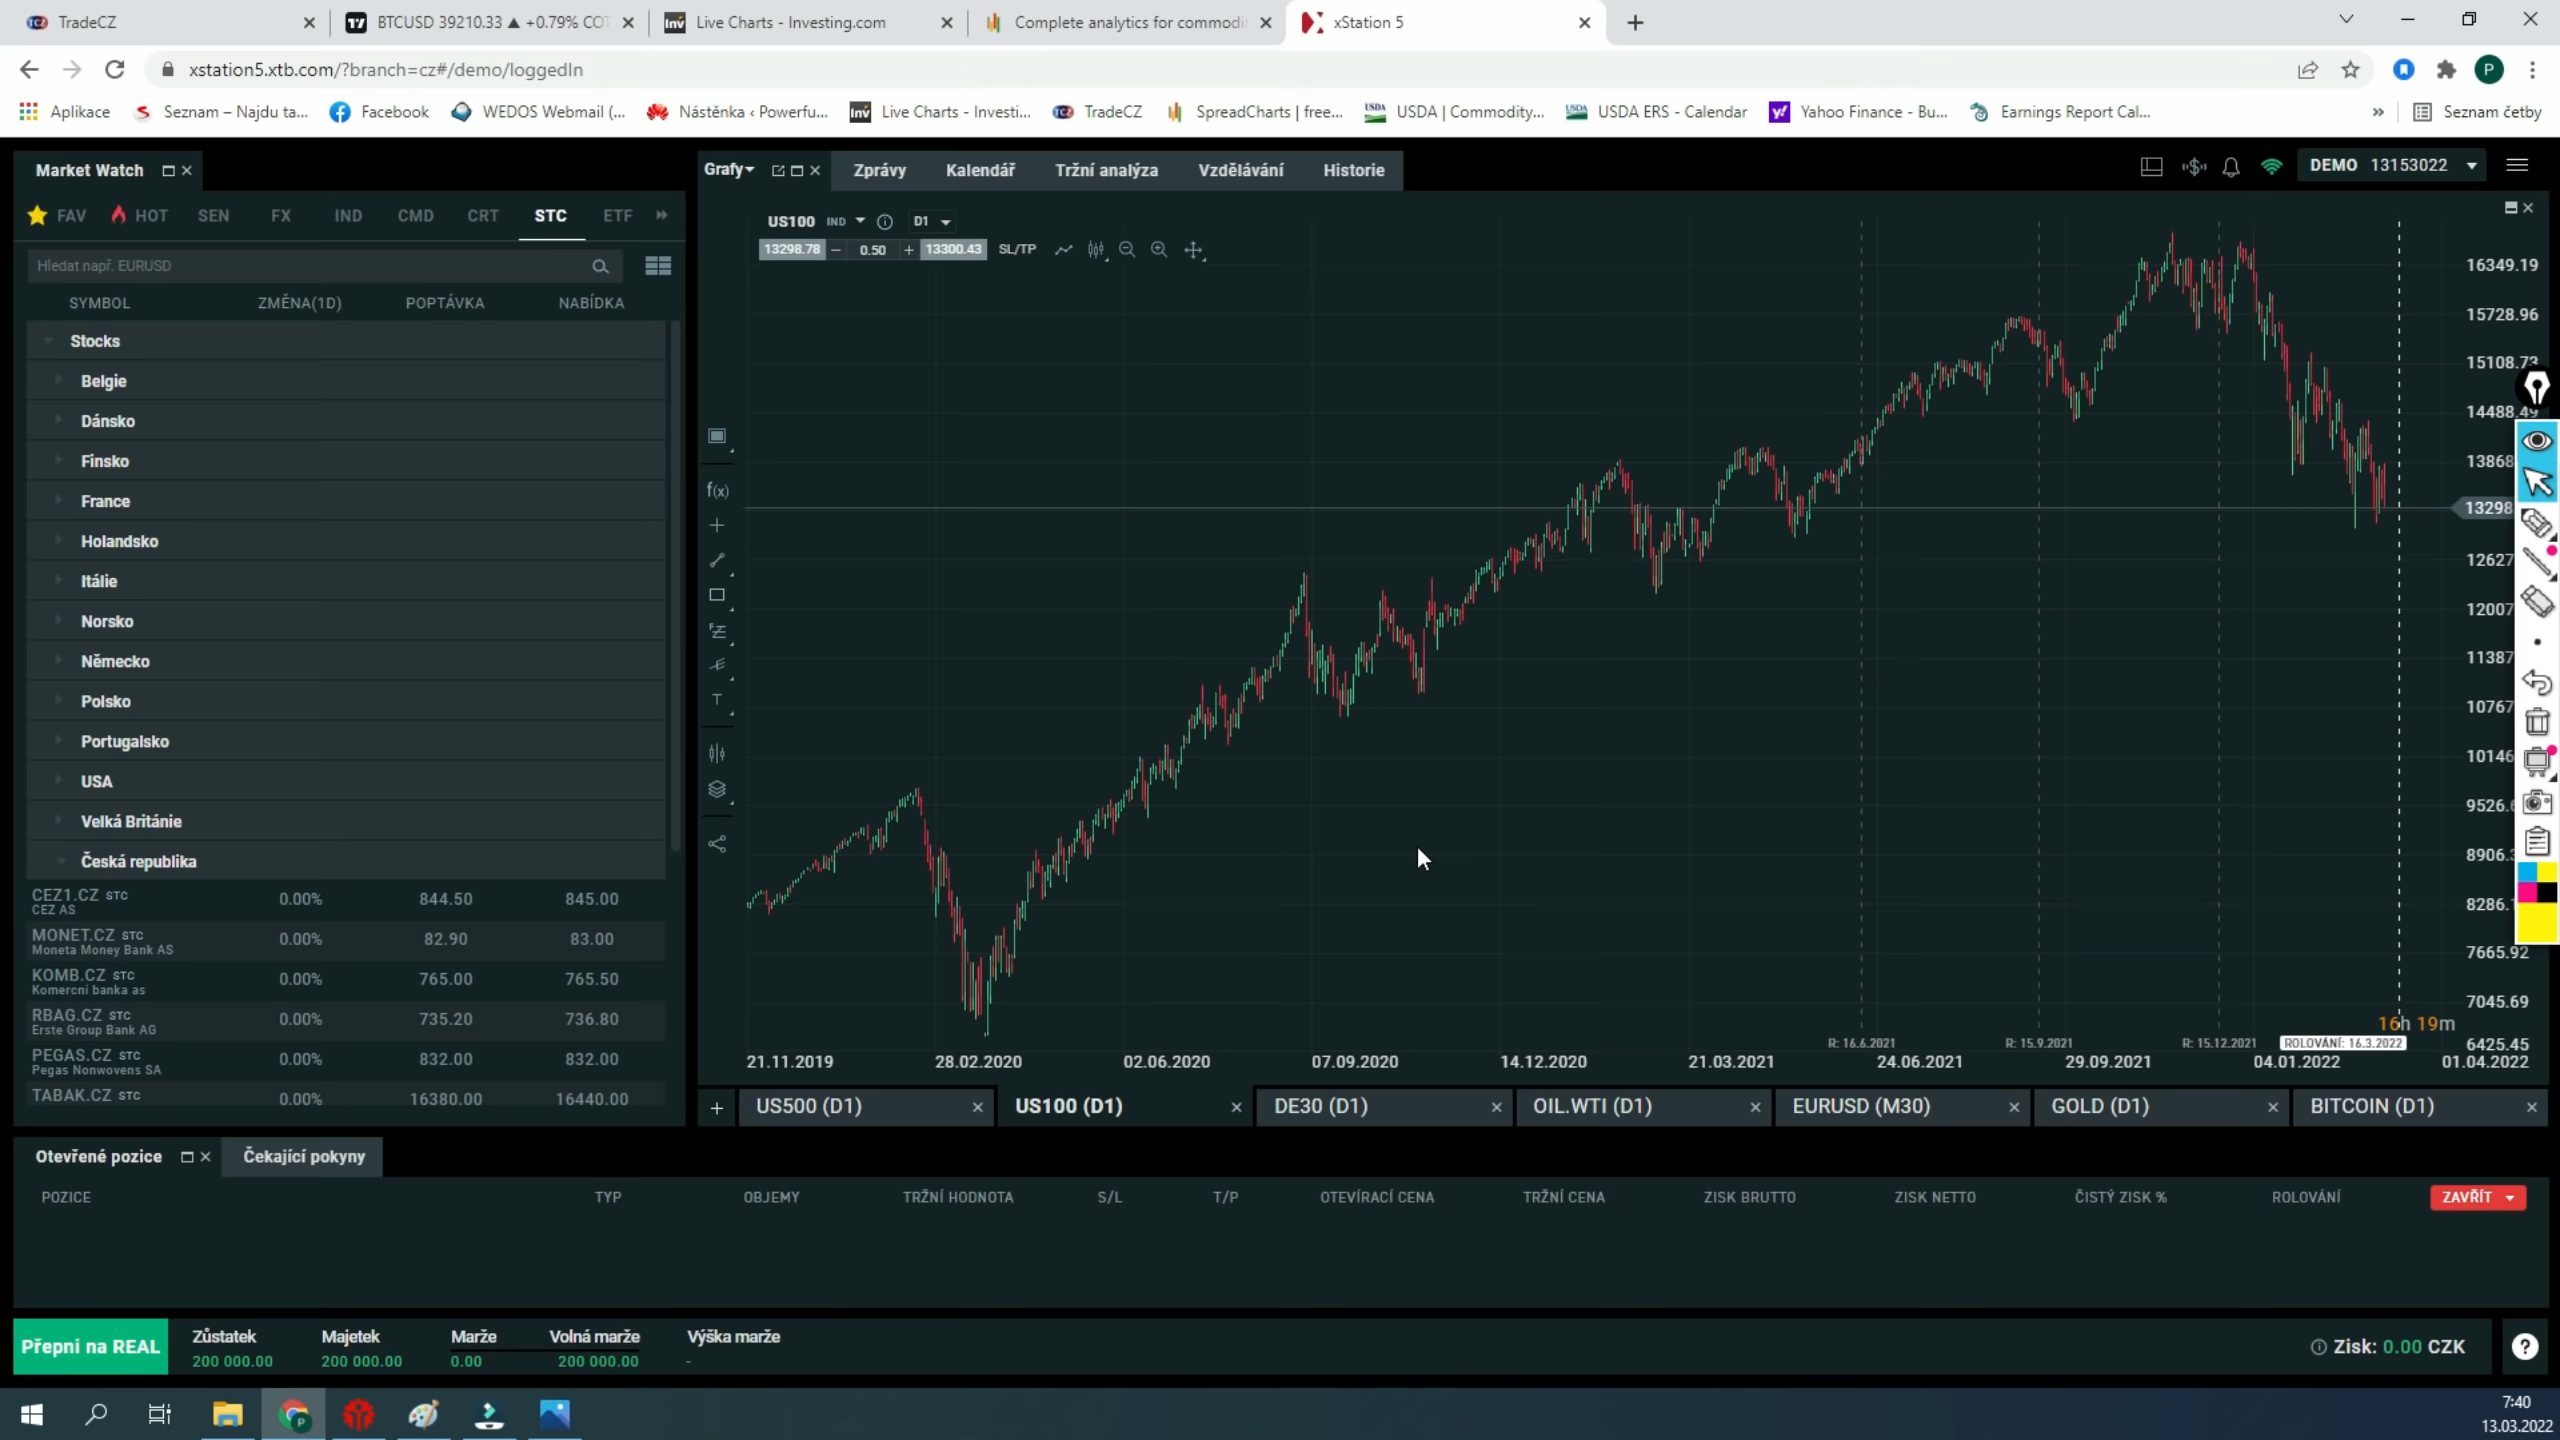 TradeCZ
BTCUSD 39210.33 ▲ +0.79% COT
Live Charts - Investing.com
Complete analytics for commodi
xStation 5
xstation5.xtb.com/?branch=cz#/demo/loggedIn
Aplikace
Seznam – Najdu ta...
Facebook
WEDOS Webmail (...
Nástěnka ‹ Powerfu...
Live Charts - Investi...
TradeCZ
SpreadCharts | free...
USDA | Commodity...
USDA ERS - Calendar
Yahoo Finance - Bu...
Earnings Report Cal...
Seznam četby
Market Watch
Grafy
Zprávy
Kalendář
Tržní analýza
Vzdělávání
Historie
DEMO 13153022
FAV HOT SEN FX IND CMD CRT STC ETF
Hledat např. EURUSD
SYMBOL ZMĚNA(1D) POPTÁVKA NABÍDKA
Stocks
Belgie
Dánsko
Finsko
France
Holandsko
Itálie
Norsko
Německo
Polsko
Portugalsko
USA
Velká Británie
Česká republika
CEZ1.CZ STC 0.00% 844.50 845.00
CEZ AS
MONET.CZ STC 0.00% 82.90 83.00
Moneta Money Bank AS
KOMB.CZ STC 0.00% 765.00 765.50
Komercni banka as
RBAG.CZ STC 0.00% 735.20 736.80
Erste Group Bank AG
PEGAS.CZ STC 0.00% 832.00 832.00
Pegas Nonwovens SA
TABAK.CZ STC 0.00% 16380.00 16440.00
US100 IND D1
13298.78 − 0.50 + 13300.43 SL/TP
f(x)
T
16349.19
15728.96
15108.73
14488.49
13868
13298
12627
12007
11387
10767
10146
9526.
8906.
8286.
7665.92
7045.69
16h 19m
6425.45
R: 16.6.2021 R: 15.9.2021 R: 15.12.2021 ROLOVÁNÍ: 16.3.2022
21.11.2019 28.02.2020 02.06.2020 07.09.2020 14.12.2020 21.03.2021 24.06.2021 29.09.2021 04.01.2022 01.04.2022
US500 (D1) US100 (D1) DE30 (D1) OIL.WTI (D1) EURUSD (M30) GOLD (D1) BITCOIN (D1)
Otevřené pozice
Čekající pokyny
POZICE TYP OBJEMY TRŽNÍ HODNOTA S/L T/P OTEVÍRACÍ CENA TRŽNÍ CENA ZISK BRUTTO ZISK NETTO ČISTÝ ZISK % ROLOVÁNÍ ZAVŘÍT
Přepni na REAL
Zůstatek Majetek Marže Volná marže Výška marže
200 000.00 200 000.00 0.00 200 000.00 -
Zisk: 0.00 CZK
7:40
13.03.2022